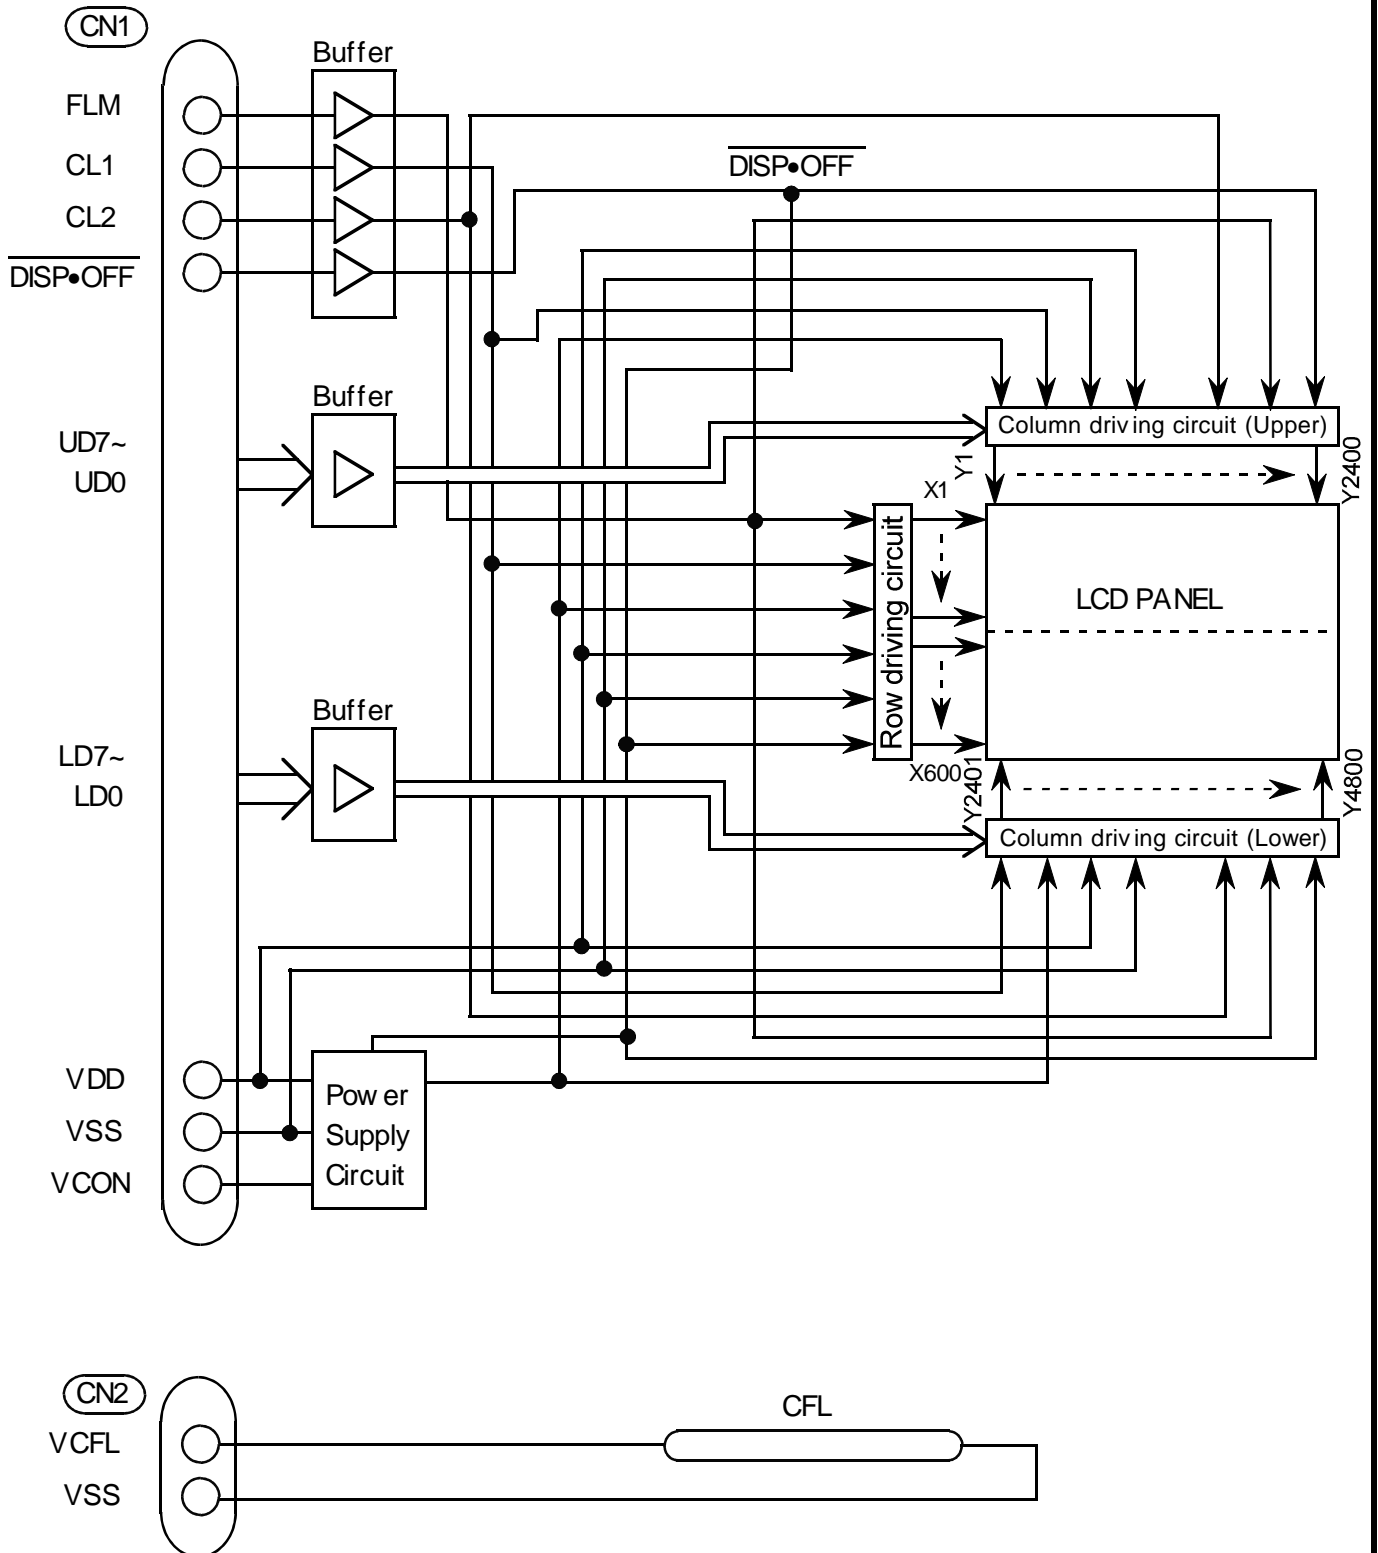 CN1
Buffer
FLM
CL1
CL2
DISP•OFF
DISP•OFF
Buffer
UD7~
UD0
Column driving circuit (Upper)
Y1
Y2400
X1
Row driving circuit
LCD PANEL
Buffer
LD7~
LD0
X600
Y2401
Y4800
Column driving circuit (Lower)
VDD
VSS
VCON
Power
Supply
Circuit
CN2
CFL
VCFL
VSS